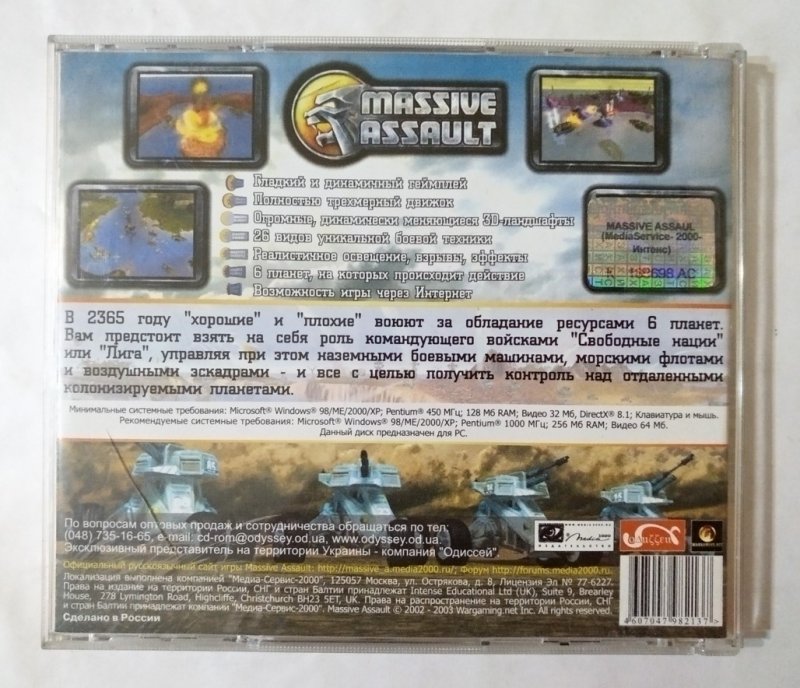 MASSIVE
ASSAULT
Гладкий и динамичный геймплей
Полностью трехмерный движок
Огромные, динамически меняющиеся 3D-ландшафты
26 видов уникальной боевой техники
Реалистичное освещение, взрывы, эффекты
6 планет, на которых происходит действие
Возможность игры через Интернет
MASSIVE ASSAUL
(MediaService- 2000-
Интенс)
698 AC
В 2365 году "хорошие" и "плохие" воюют за обладание ресурсами 6 планет.
Вам предстоит взять на себя роль командующего войсками "Свободные нации"
или "Лига", управляя при этом наземными боевыми машинами, морскими флотами
и воздушными эскадрами - и все с целью получить контроль над отдаленными
колонизируемыми планетами.
Минимальные системные требования: Microsoft® Windows® 98/ME/2000/XP; Pentium® 450 МГц; 128 Мб RAM; Видео 32 Мб, DirectX® 8.1; Клавиатура и мышь.
Рекомендуемые системные требования: Microsoft® Windows® 98/ME/2000/XP; Pentium® 1000 МГц; 256 Мб RAM; Видео 64 Мб.
Данный диск предназначен для PC.
По вопросам оптовых продаж и сотрудничества обращаться по тел:
(048) 735-16-65, e-mail: cd-rom@odyssey.od.ua, www.odyssey.od.ua.
Эксклюзивный представитель на территории Украины - компания "Одиссей".
Официальный русскоязычный сайт игры Massive Assault: http://massive_a.media2000.ru/; Форум http://forums.media2000.ru.
Локализация выполнена компанией "Медиа-Сервис-2000", 125057 Москва, ул. Острякова, д. 8, Лицензия Эл № 77-6227.
Права на издание на территории России, СНГ и стран Балтии принадлежат Intense Educational Ltd (UK), Suite 9, Brearley
House, 278 Lymington Road, Highcliffe, Christchurch BH23 5ET, UK. Права на распространение на территории России, СНГ
и стран Балтии принадлежат компании "Медиа-Сервис-2000". Massive Assault © 2002 - 2003 Wargaming.net Inc. All rights reserved.
Сделано в России
4607047982137